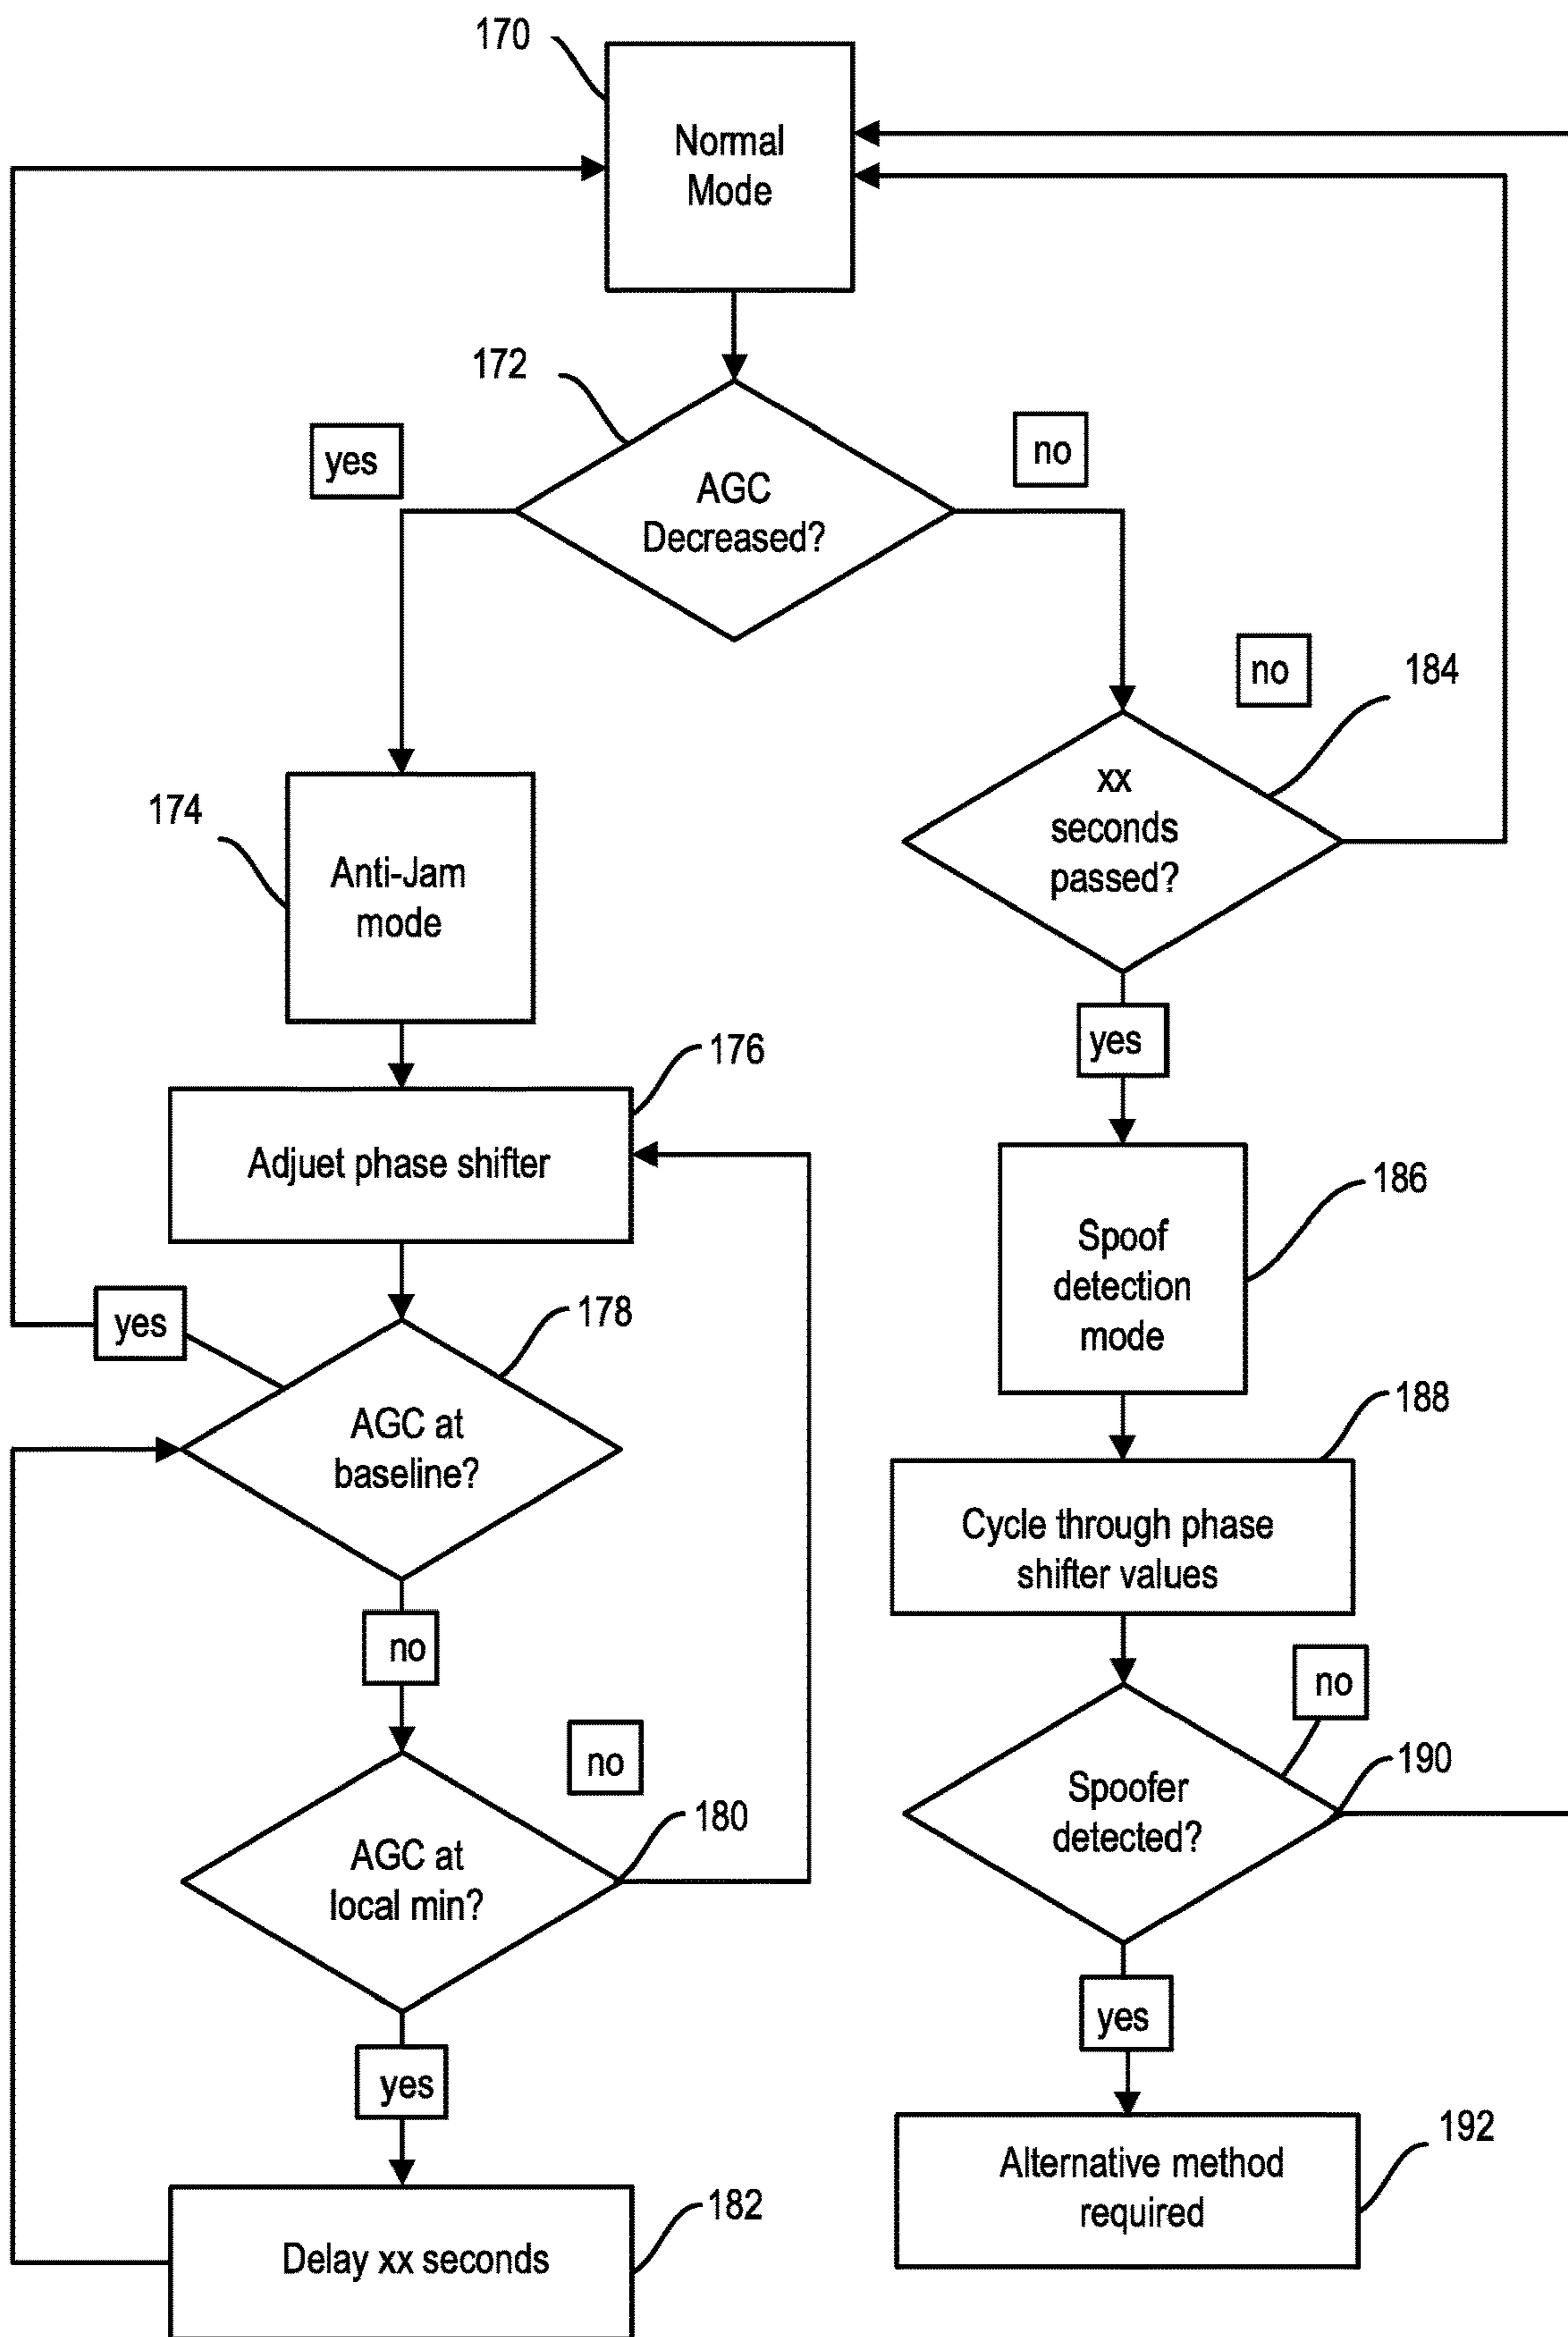 170
Normal
Mode
172
yes
no
AGC
Decreased?
no
184
174
Anti-Jam
mode
xx
seconds
passed?
yes
176
Adjuet phase shifter
186
Spoof
detection
mode
yes
178
AGC at
baseline?
188
Cycle through phase
shifter values
no
no
no
180
AGC at
local min?
190
Spoofer
detected?
yes
yes
182
Delay xx seconds
192
Alternative method
required